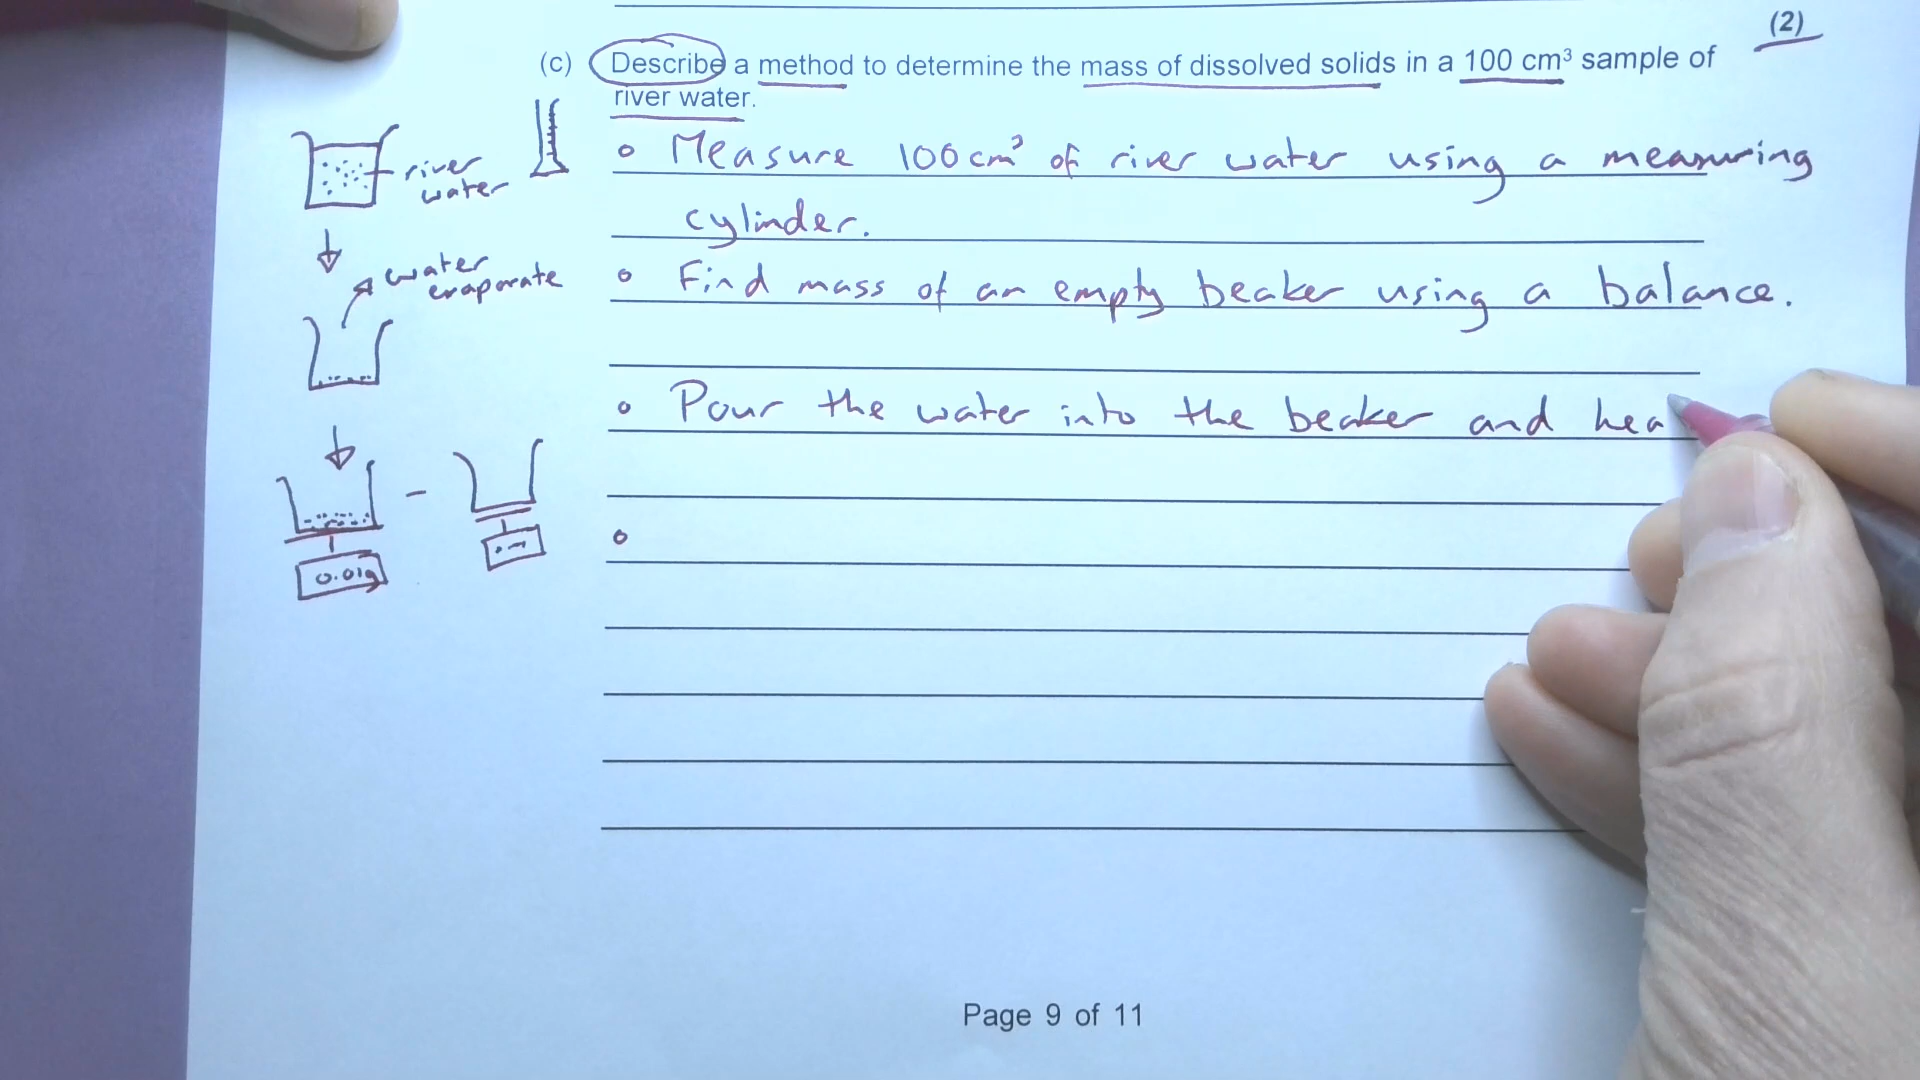 (2)
(c) Describe a method to determine the mass of dissolved solids in a 100 cm³ sample of
river water.
river
water
water
evaporate
0.01g
o Measure 100cm³ of river water using a measuring
cylinder.
o Find mass of an empty beaker using a balance.
o Pour the water into the beaker and hea
o
Page 9 of 11